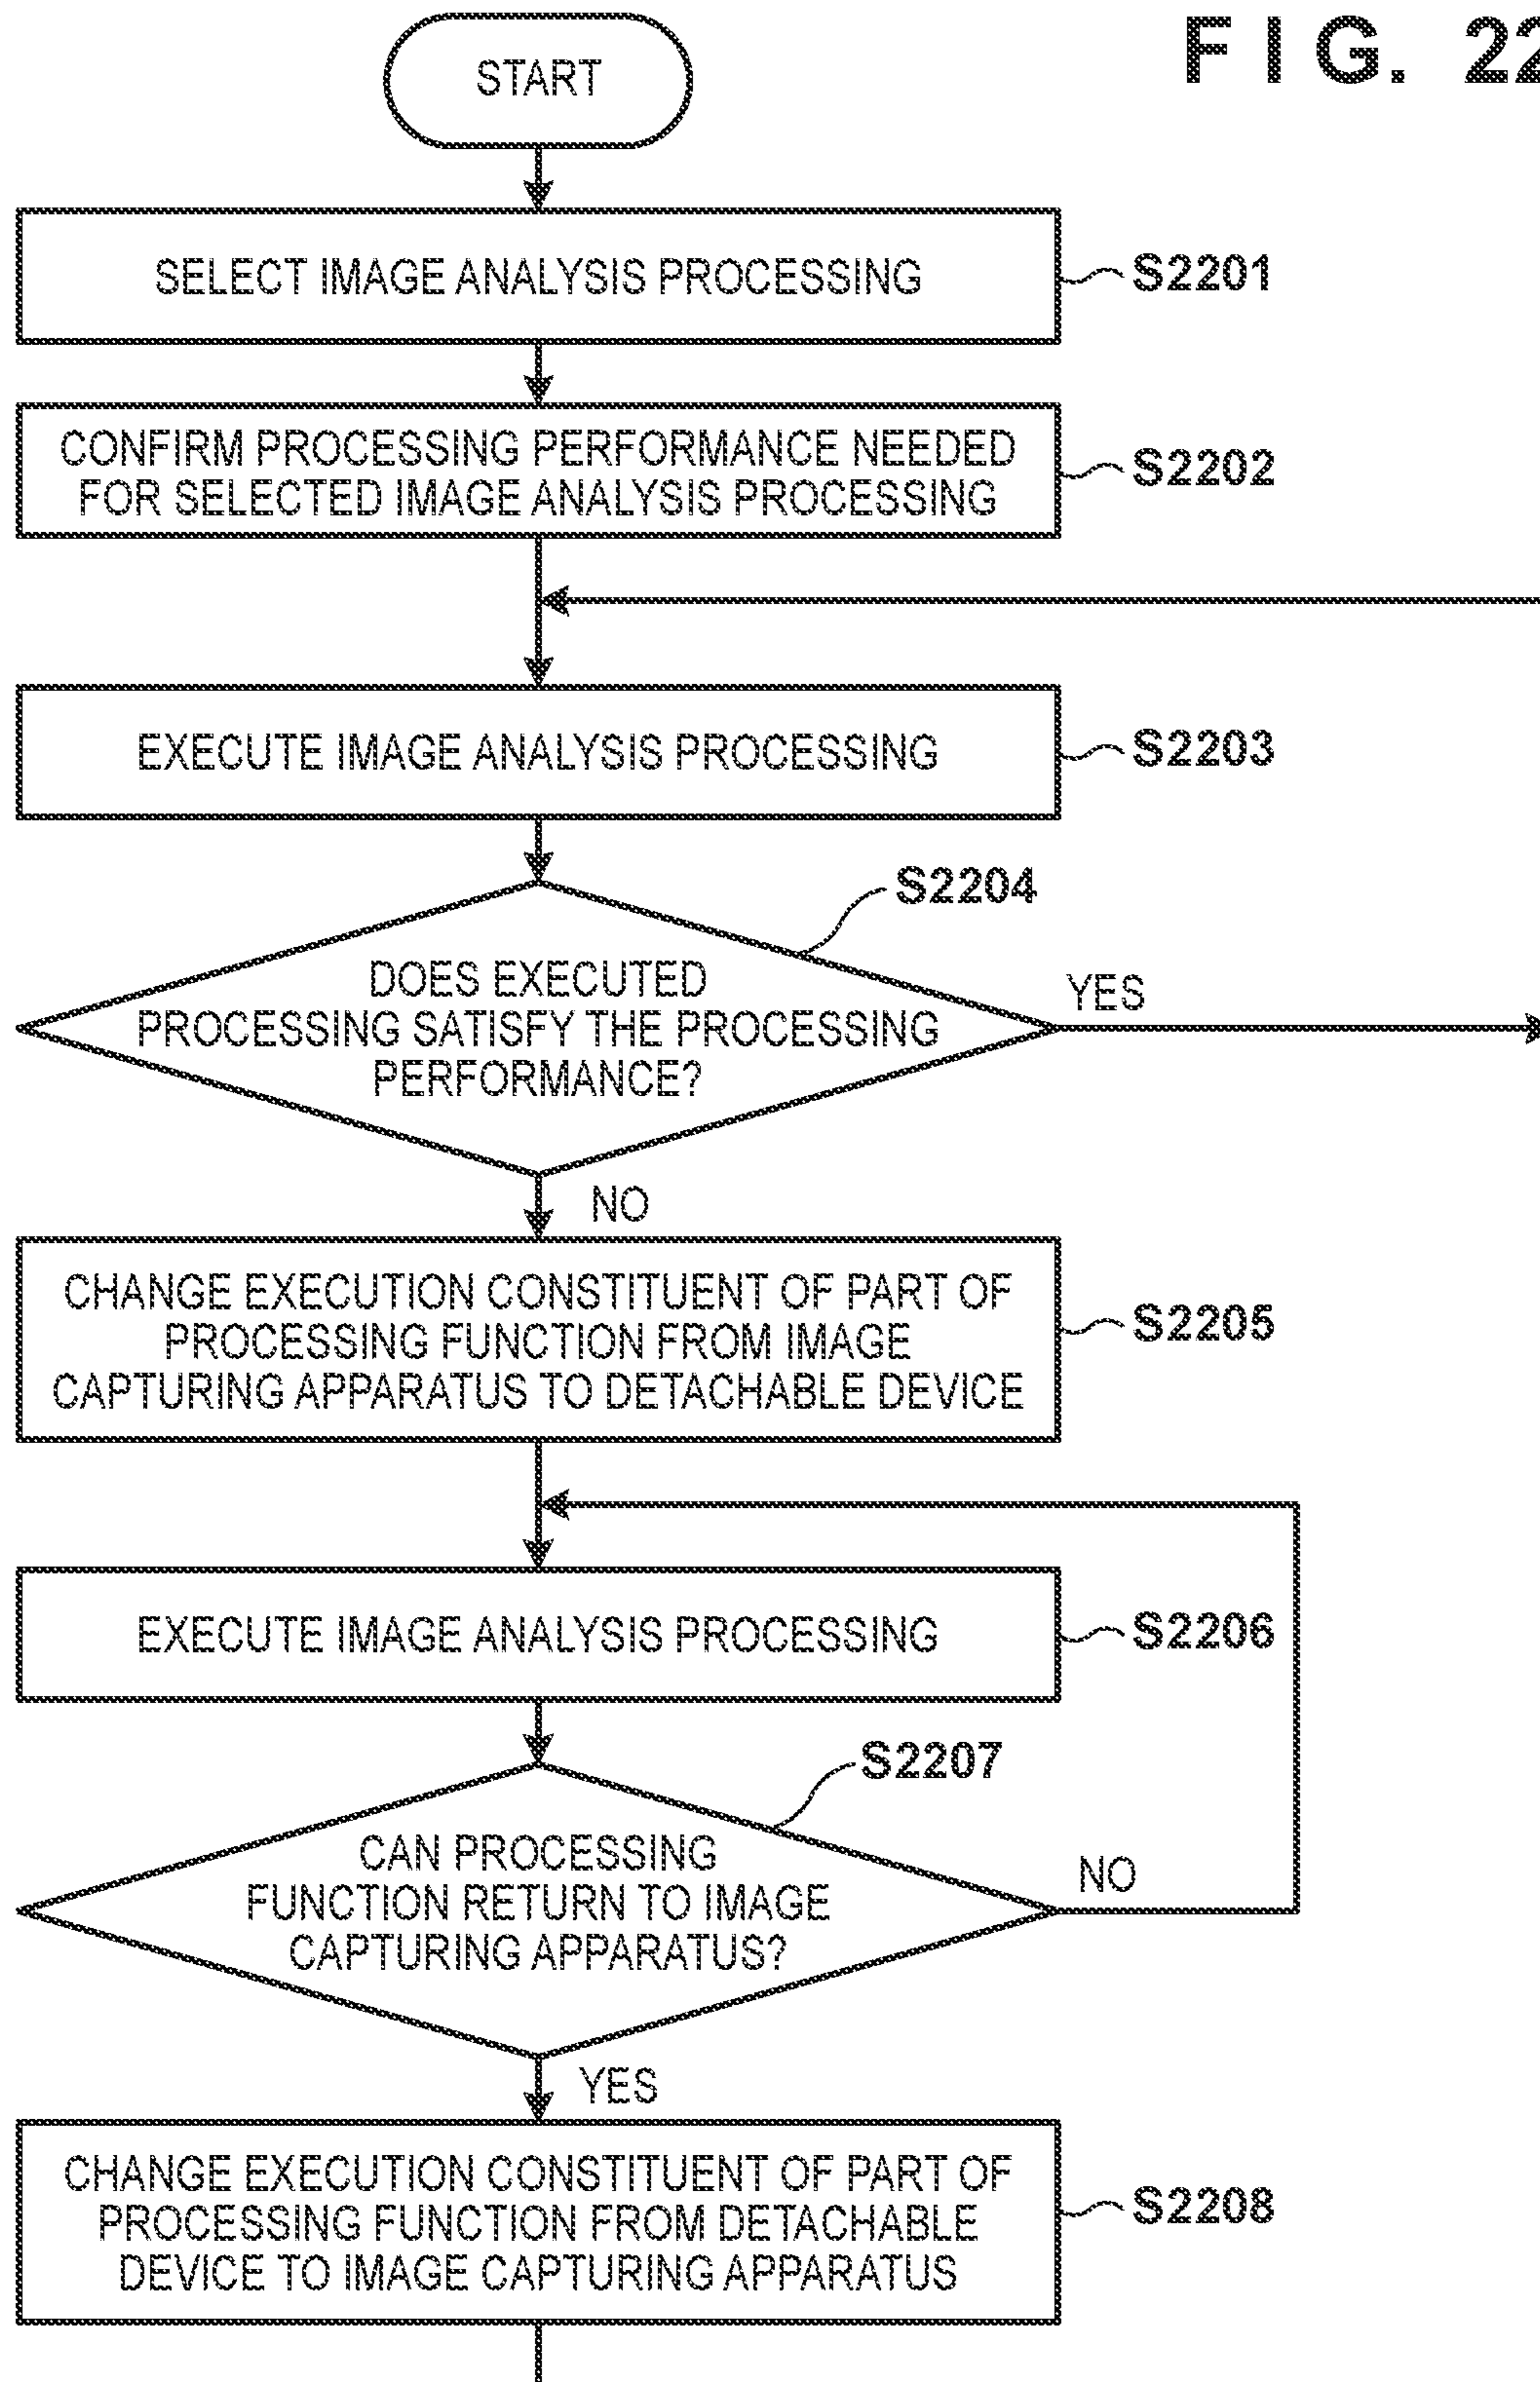 FIG. 22
START
SELECT IMAGE ANALYSIS PROCESSING
S2201
CONFIRM PROCESSING PERFORMANCE NEEDED
FOR SELECTED IMAGE ANALYSIS PROCESSING
S2202
EXECUTE IMAGE ANALYSIS PROCESSING
S2203
S2204
DOES EXECUTED
PROCESSING SATISFY THE PROCESSING
PERFORMANCE?
YES
NO
CHANGE EXECUTION CONSTITUENT OF PART OF
PROCESSING FUNCTION FROM IMAGE
CAPTURING APPARATUS TO DETACHABLE DEVICE
S2205
EXECUTE IMAGE ANALYSIS PROCESSING
S2206
S2207
CAN PROCESSING
FUNCTION RETURN TO IMAGE
CAPTURING APPARATUS?
NO
YES
CHANGE EXECUTION CONSTITUENT OF PART OF
PROCESSING FUNCTION FROM DETACHABLE
DEVICE TO IMAGE CAPTURING APPARATUS
S2208